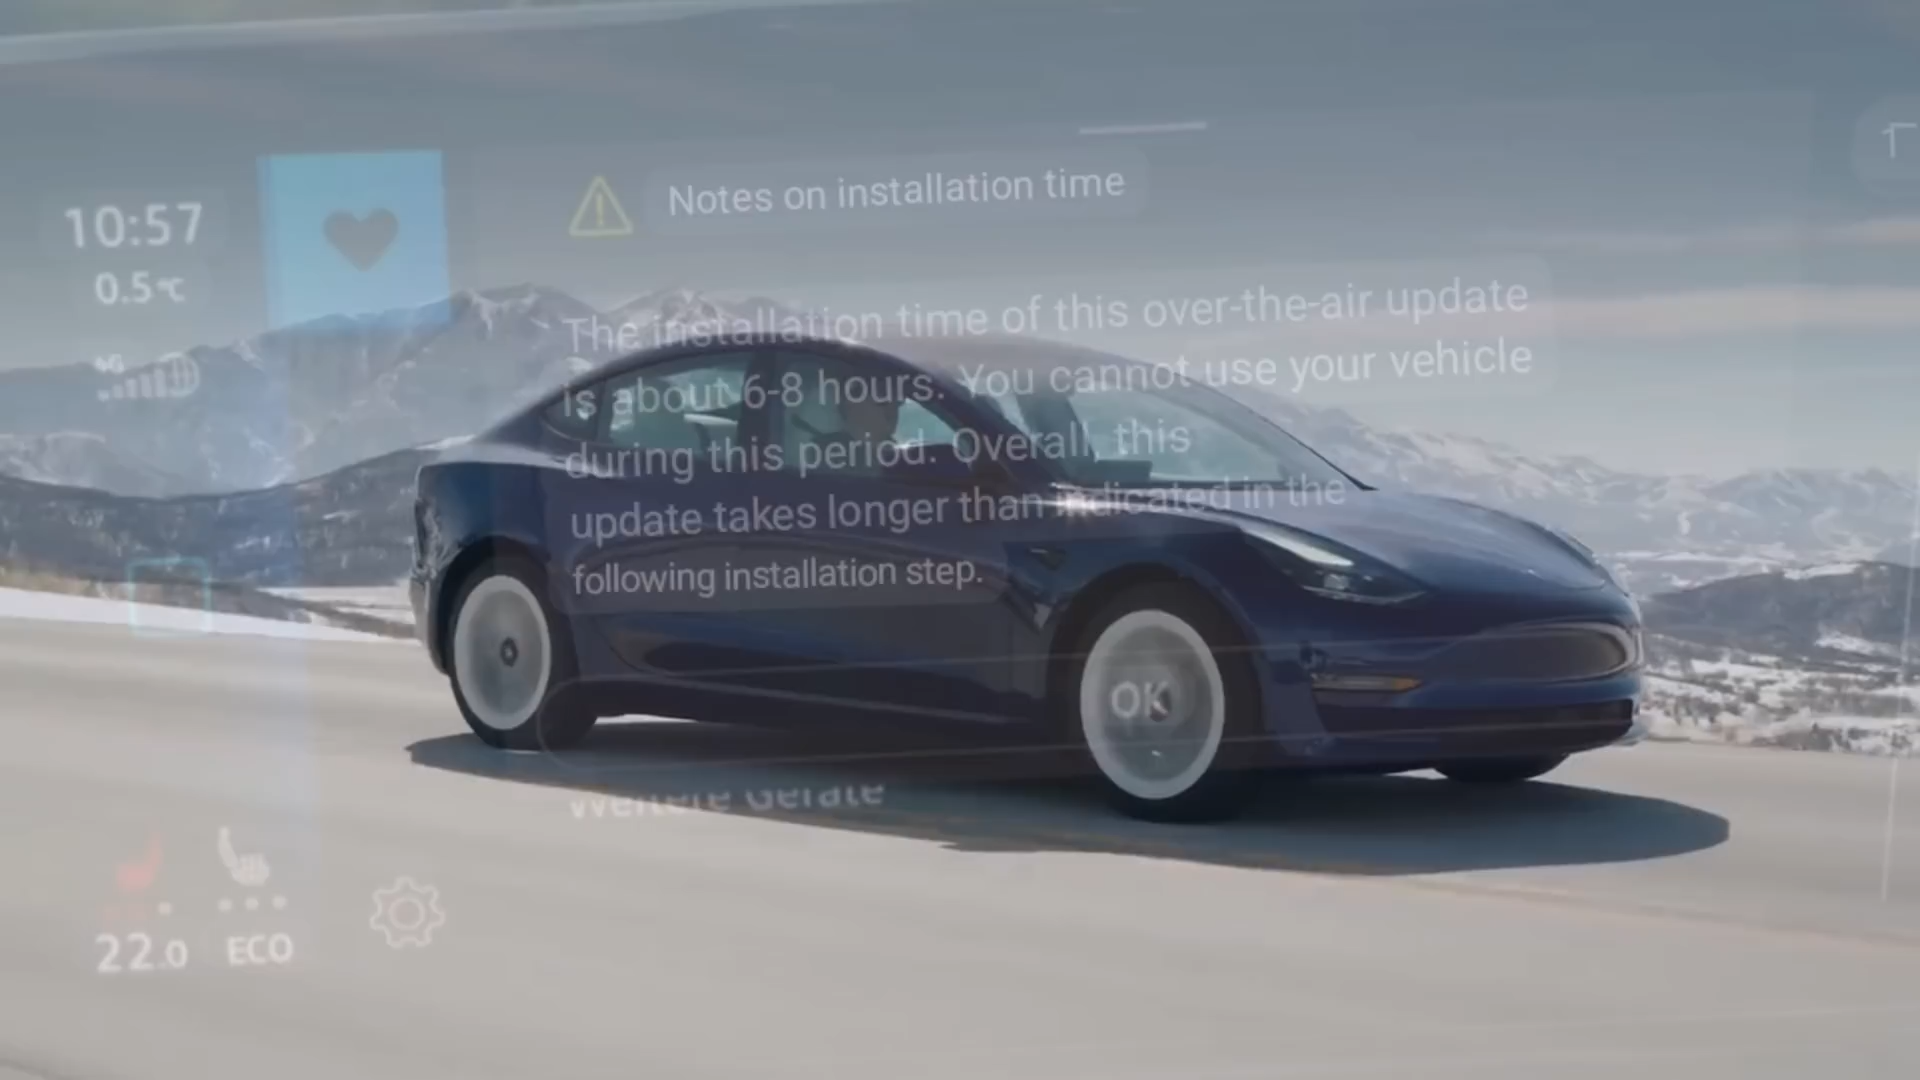 10:57
0.5°C
Notes on installation time
The installation time of this over-the-air update
is about 6-8 hours. You cannot use your vehicle
during this period. Overall, this
update takes longer than indicated in the
following installation step.
OK
Weitere Geräte
22.0
ECO